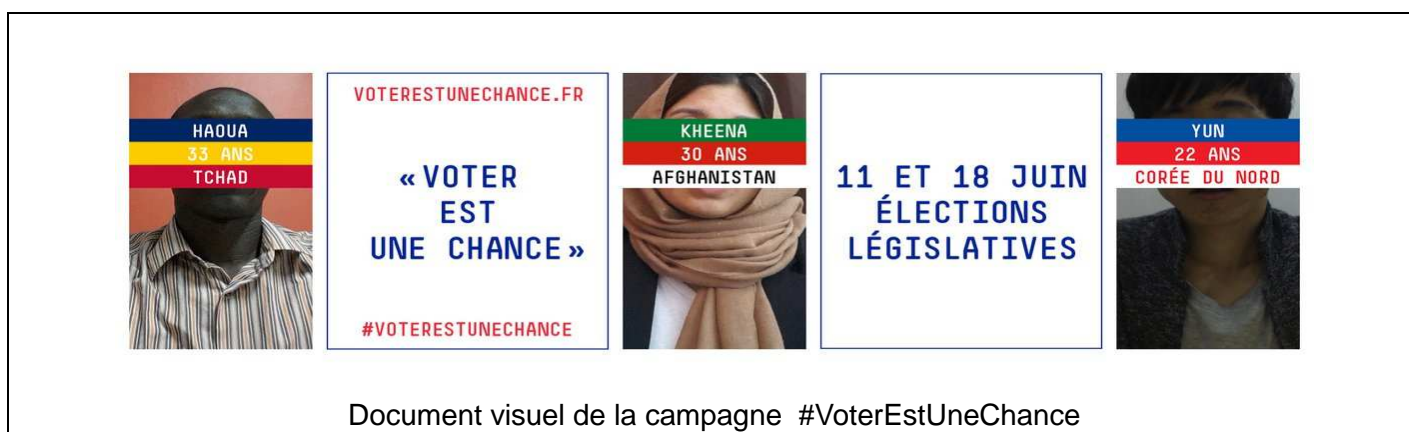 HAOUA
33 ANS
TCHAD
VOTERESTUNECHANCE.FR
« VOTER
EST
UNE CHANCE »
#VOTERESTUNECHANCE
KHEENA
30 ANS
AFGHANISTAN
11 ET 18 JUIN
ÉLECTIONS
LÉGISLATIVES
YUN
22 ANS
CORÉE DU NORD
Document visuel de la campagne #VoterEstUneChance